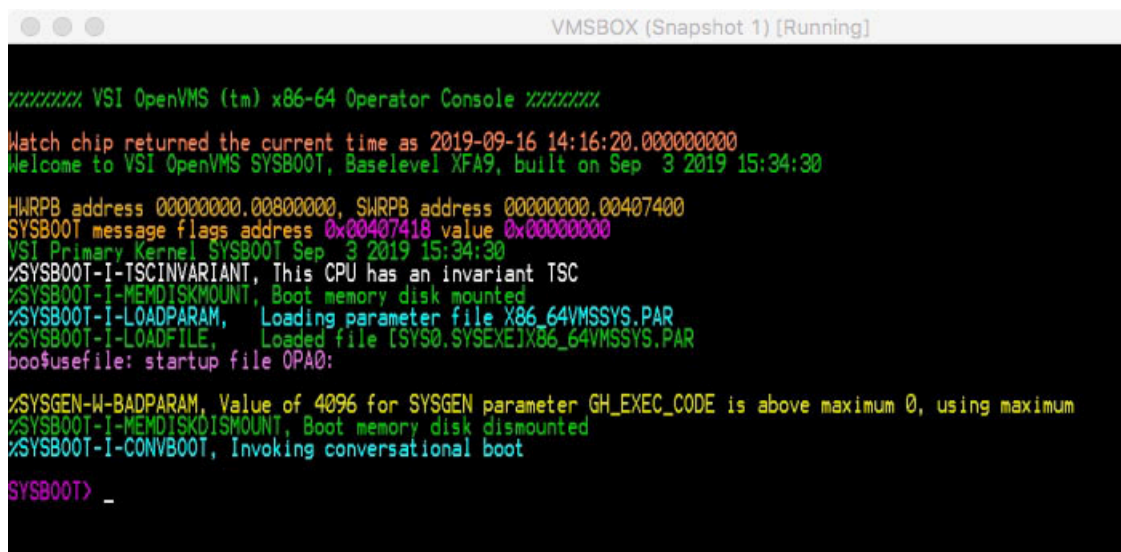 VMSBOX (Snapshot 1) [Running]
%%%%%%% VSI OpenVMS (tm) x86-64 Operator Console %%%%%%%
Watch chip returned the current time as 2019-09-16 14:16:20.000000000
Welcome to VSI OpenVMS SYSBOOT, Baselevel XFA9, built on Sep  3 2019 15:34:30
HWRPB address 00000000.00800000, SWRPB address 00000000.00407400
SYSBOOT message flags address 0x00407418 value 0x00000000
VSI Primary Kernel SYSBOOT Sep  3 2019 15:34:30
%SYSBOOT-I-TSCINVARIANT, This CPU has an invariant TSC
%SYSBOOT-I-MEMDISKMOUNT, Boot memory disk mounted
%SYSBOOT-I-LOADPARAM,   Loading parameter file X86_64VMSSYS.PAR
%SYSBOOT-I-LOADFILE,    Loaded file [SYS0.SYSEXE]X86_64VMSSYS.PAR
boo$usefile: startup file OPA0:
%SYSGEN-W-BADPARAM, Value of 4096 for SYSGEN parameter GH_EXEC_CODE is above maximum 0, using maximum
%SYSBOOT-I-MEMDISKDISMOUNT, Boot memory disk dismounted
%SYSBOOT-I-CONVBOOT, Invoking conversational boot
SYSBOOT> _